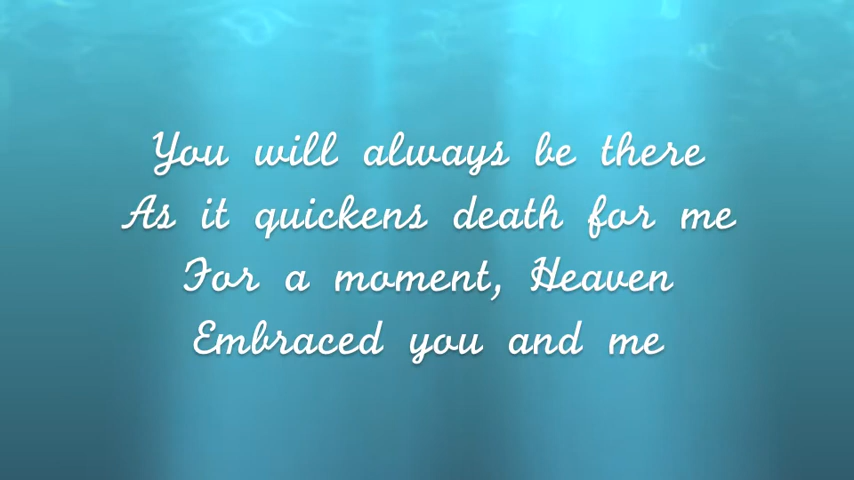 You will always be there
As it quickens death for me
For a moment, Heaven
Embraced you and me